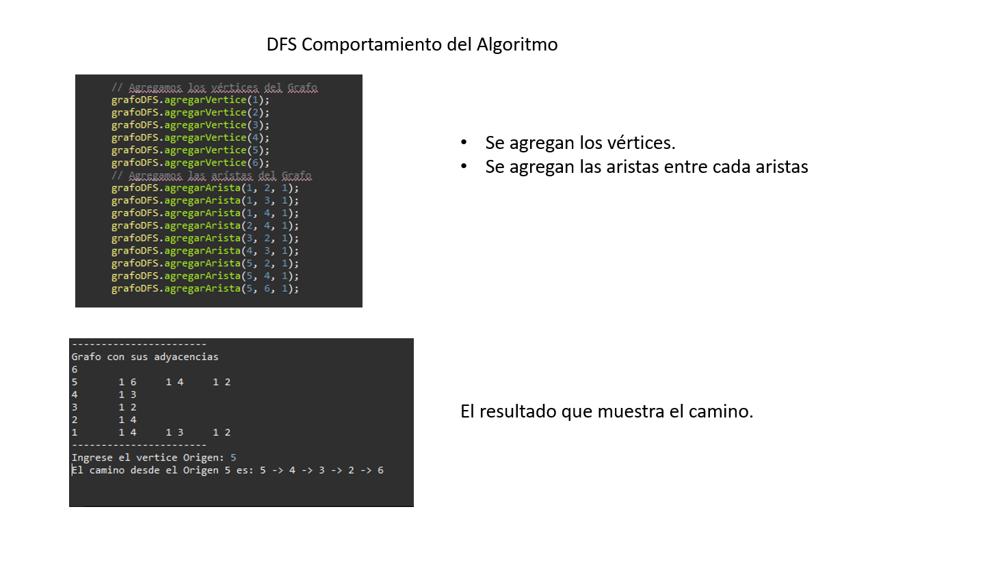 DFS Comportamiento del Algoritmo
// Agregamos los vértices del Grafo
grafoDFS.agregarVertice(1);
grafoDFS.agregarVertice(2);
grafoDFS.agregarVertice(3);
grafoDFS.agregarVertice(4);
grafoDFS.agregarVertice(5);
grafoDFS.agregarVertice(6);
// Agregamos las arístas del Grafo
grafoDFS.agregarArista(1, 2, 1);
grafoDFS.agregarArista(1, 3, 1);
grafoDFS.agregarArista(1, 4, 1);
grafoDFS.agregarArista(2, 4, 1);
grafoDFS.agregarArista(3, 2, 1);
grafoDFS.agregarArista(4, 3, 1);
grafoDFS.agregarArista(5, 2, 1);
grafoDFS.agregarArista(5, 4, 1);
grafoDFS.agregarArista(5, 6, 1);
• Se agregan los vértices.
• Se agregan las aristas entre cada aristas
-----------------------
Grafo con sus adyacencias
6
5 1 6 1 4 1 2
4 1 3
3 1 2
2 1 4
1 1 4 1 3 1 2
-----------------------
Ingrese el vertice Origen: 5
El camino desde el Origen 5 es: 5 -> 4 -> 3 -> 2 -> 6
El resultado que muestra el camino.